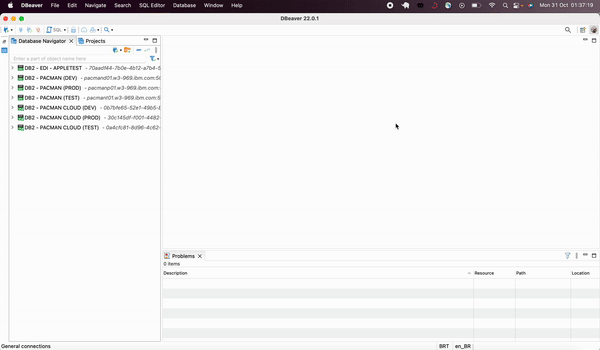 DBeaver File Edit Navigate Search SQL Editor Database Window Help Mon 31 Oct 01:37:19
DBeaver 22.0.1
SQL
Database Navigator Projects
Enter a part of object name here
DB2 - EDI - APPLETEST - 70aadf44-7b0e-4b12-a7b4-5
DB2 - PACMAN (DEV) - pacmand01.w3-969.ibm.com:50
DB2 - PACMAN (PROD) - pacmanp01.w3-969.ibm.com:
DB2 - PACMAN (TEST) - pacmant01.w3-969.ibm.com:5
DB2 - PACMAN CLOUD (DEV) - 0b7bfe65-52e1-49b5-8
DB2 - PACMAN CLOUD (PROD) - 30c145df-f001-4482
DB2 - PACMAN CLOUD (TEST) - 0a4cfc81-8d96-4c62-
Problems
0 items
Description Resource Path Location
General connections BRT en_BR